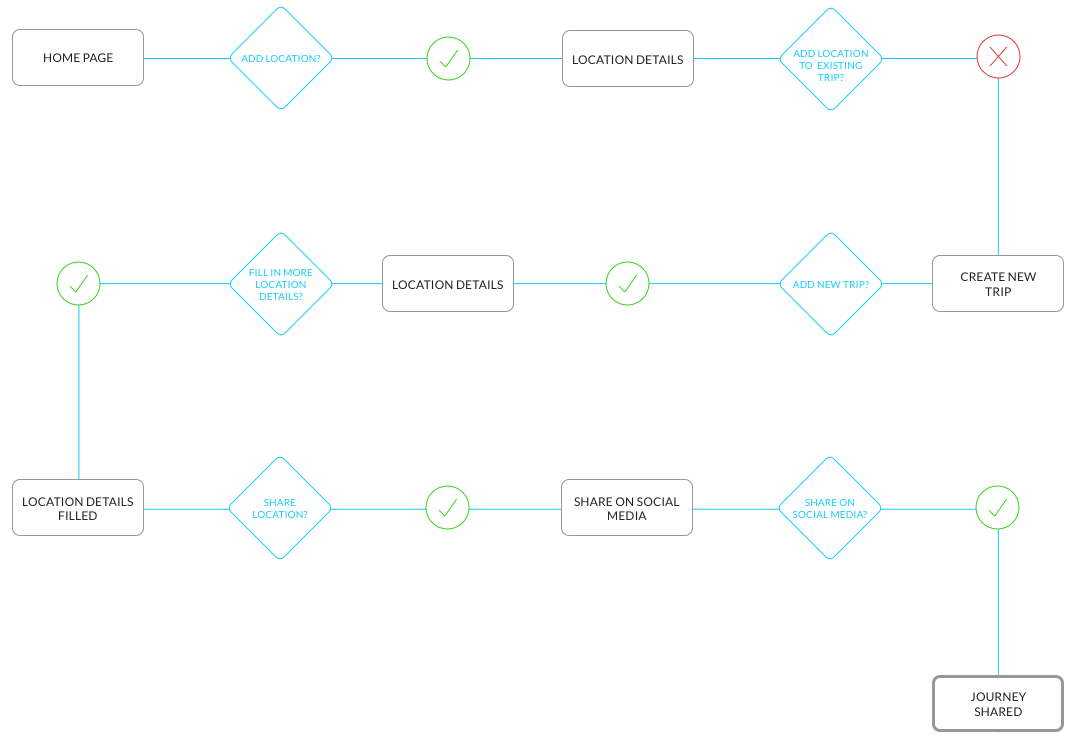 HOME PAGE
ADD LOCATION?
LOCATION DETAILS
ADD LOCATION
TO EXISTING
TRIP?
FILL IN MORE
LOCATION
DETAILS?
LOCATION DETAILS
ADD NEW TRIP?
CREATE NEW
TRIP
LOCATION DETAILS
FILLED
SHARE
LOCATION?
SHARE ON SOCIAL
MEDIA
SHARE ON
SOCIAL MEDIA?
JOURNEY
SHARED